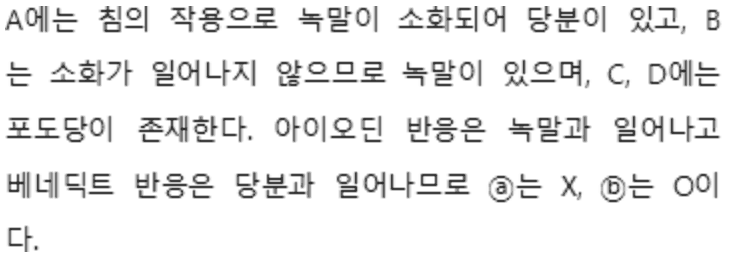 A에는 침의 작용으로 녹말이 소화되어 당분이 있고, B
는 소화가 일어나지 않으므로 녹말이 있으며, C, D에는
포도당이 존재한다. 아이오딘 반응은 녹말과 일어나고
베네딕트 반응은 당분과 일어나므로 ⓐ는 X, ⓑ는 O이
다.